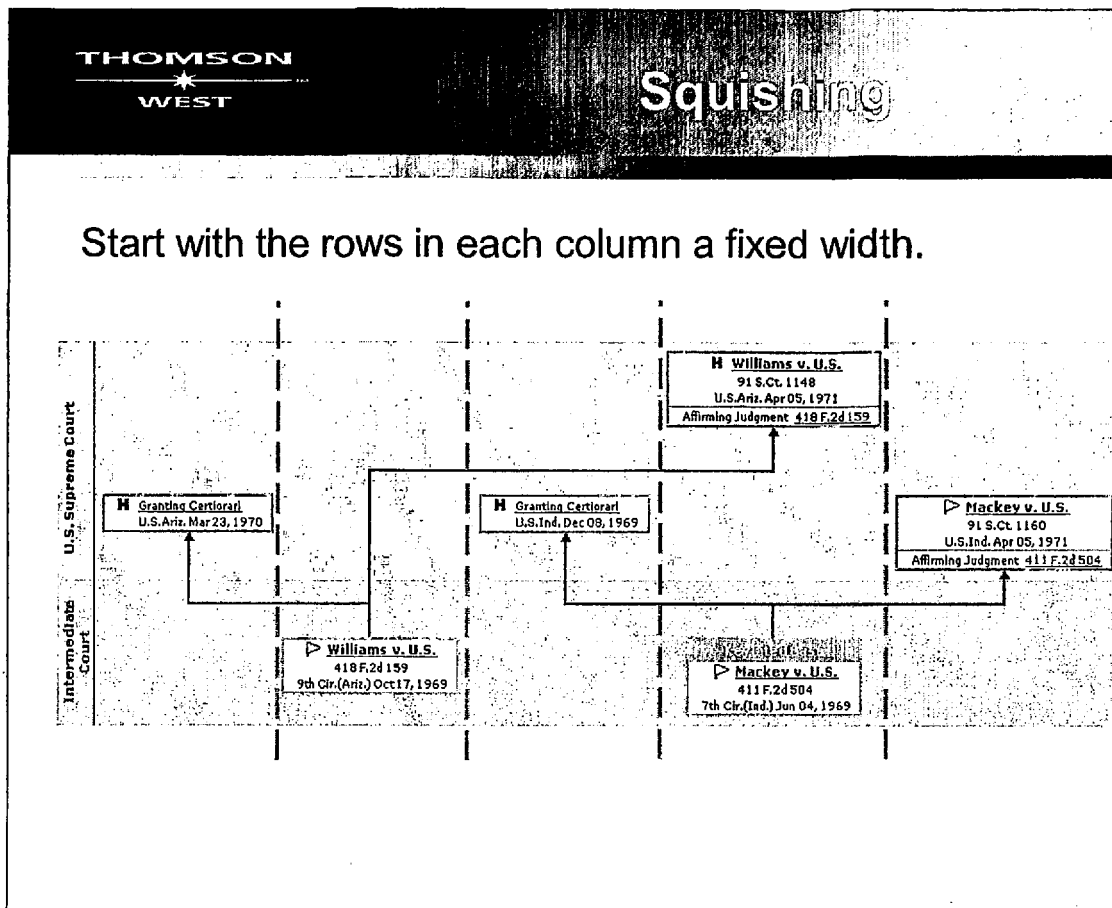 THOMSON
WEST
Squishing
Start with the rows in each column a fixed width.
U.S. Supreme Court
H Williams v. U.S.
91 S.Ct. 1148
U.S.Ariz. Apr 05, 1971
Affirming Judgment 418 F.2d 159
H Granting Certiorari
U.S.Ariz. Mar 23, 1970
H Granting Certiorari
U.S.Ind. Dec 08, 1969
Mackey v. U.S.
91 S.Ct. 1160
U.S.Ind. Apr 05, 1971
Affirming Judgment 411 F.2d 504
Intermediate
Court
Williams v. U.S.
418 F.2d 159
9th Cir.(Ariz.) Oct 17, 1969
Mackey v. U.S.
411 F.2d 504
7th Cir.(Ind.) Jun 04, 1969